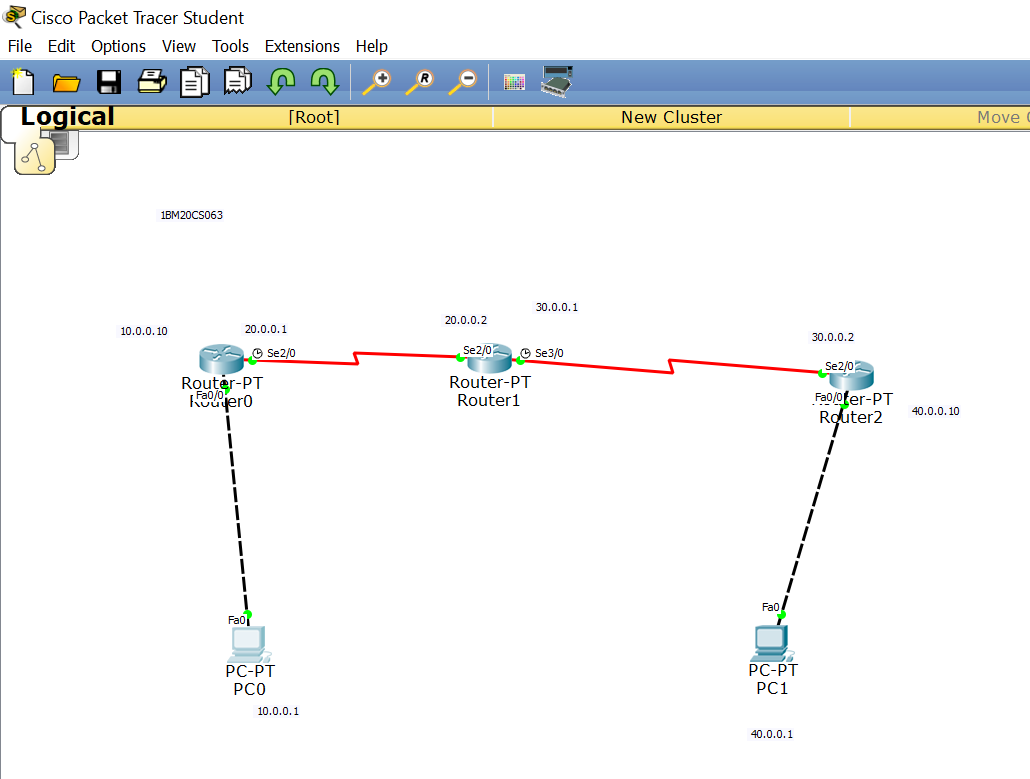 Cisco Packet Tracer Student
File Edit Options View Tools Extensions Help
R
Logical [Root] New Cluster Move
1BM20CS063
30.0.0.1
20.0.0.2
10.0.0.10
20.0.0.1
30.0.0.2
Se2/0
Se2/0
Se3/0
Se2/0
Router-PT
Router0
Fa0/0
Router-PT
Router1
Fa0/0
Router-PT
Router2
40.0.0.10
Fa0
PC-PT
PC0
10.0.0.1
Fa0
PC-PT
PC1
40.0.0.1